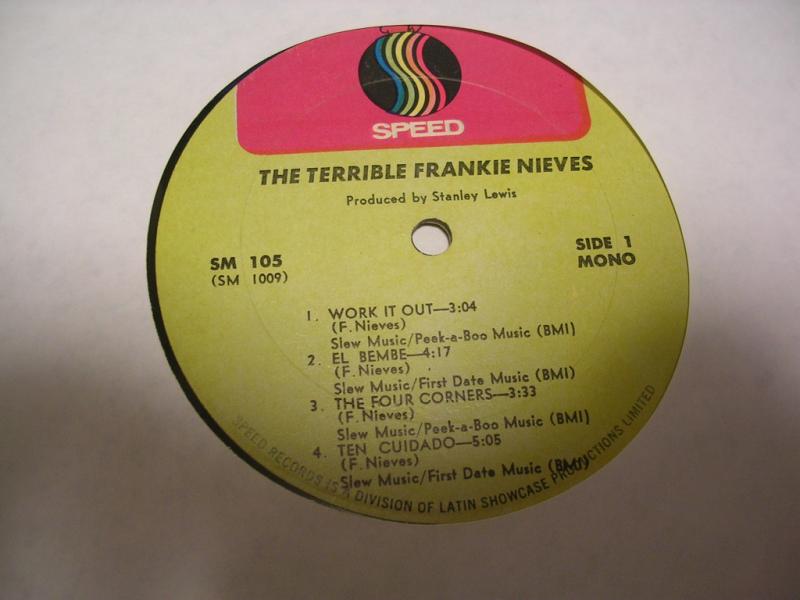 SPEED
THE TERRIBLE FRANKIE NIEVES
Produced by Stanley Lewis
SM 105
(SM 1009)
SIDE 1
MONO
1. WORK IT OUT—3:04
(F. Nieves)
Slew Music/Peek-a-Boo Music (BMI)
2. EL BEMBE—4:17
(F. Nieves)
Slew Music/First Date Music (BMI)
3. THE FOUR CORNERS—3:33
(F. Nieves)
Slew Music/Peek-a-Boo Music (BMI)
4. TEN CUIDADO—5:05
(F. Nieves)
Slew Music/First Date Music (BMI)
SPEED RECORDS IS A DIVISION OF LATIN SHOWCASE PRODUCTIONS LIMITED